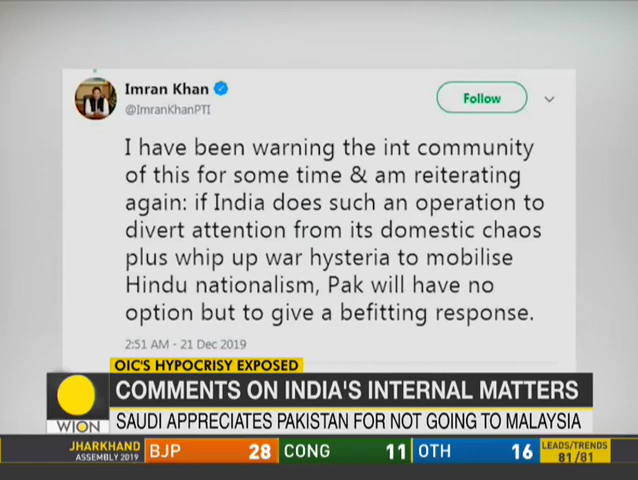 Imran Khan
@ImranKhanPTI
Follow
I have been warning the int community
of this for some time & am reiterating
again: if India does such an operation to
divert attention from its domestic chaos
plus whip up war hysteria to mobilise
Hindu nationalism, Pak will have no
option but to give a befitting response.
2:51 AM - 21 Dec 2019
OIC'S HYPOCRISY EXPOSED
COMMENTS ON INDIA'S INTERNAL MATTERS
WION
SAUDI APPRECIATES PAKISTAN FOR NOT GOING TO MALAYSIA
JHARKHAND
ASSEMBLY 2019
BJP 28 CONG 11 OTH 16
LEADS/TRENDS
81/81